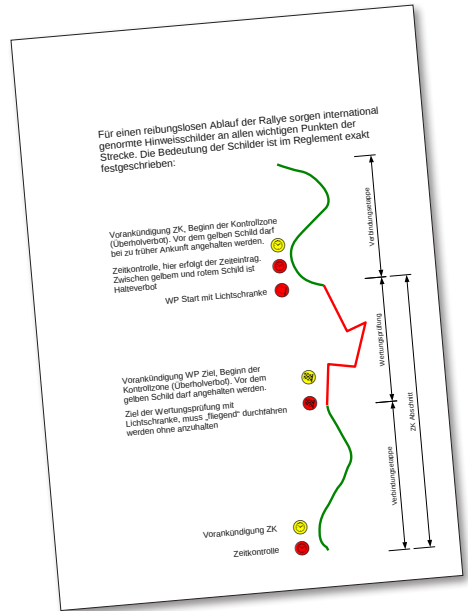 Für einen reibungslosen Ablauf der Rallye sorgen international
genormte Hinweisschilder an allen wichtigen Punkten der
Strecke. Die Bedeutung der Schilder ist im Reglement exakt
festgeschrieben:
Verbindungsetappe
Vorankündigung ZK, Beginn der Kontrollzone
(Überholverbot). Vor dem gelben Schild darf
bei zu früher Ankunft angehalten werden.
Zeitkontrolle, hier erfolgt der Zeiteintrag.
Zwischen gelbem und rotem Schild ist
Halteverbot
WP Start mit Lichtschranke
Wertungsprüfung
ZK Abschnitt
Vorankündigung WP Ziel, Beginn der
Kontrollzone (Überholverbot). Vor dem
gelben Schild darf angehalten werden.
Ziel der Wertungsprüfung mit
Lichtschranke, muss „fliegend“ durchfahren
werden ohne anzuhalten
Verbindungsetappe
Vorankündigung ZK
Zeitkontrolle